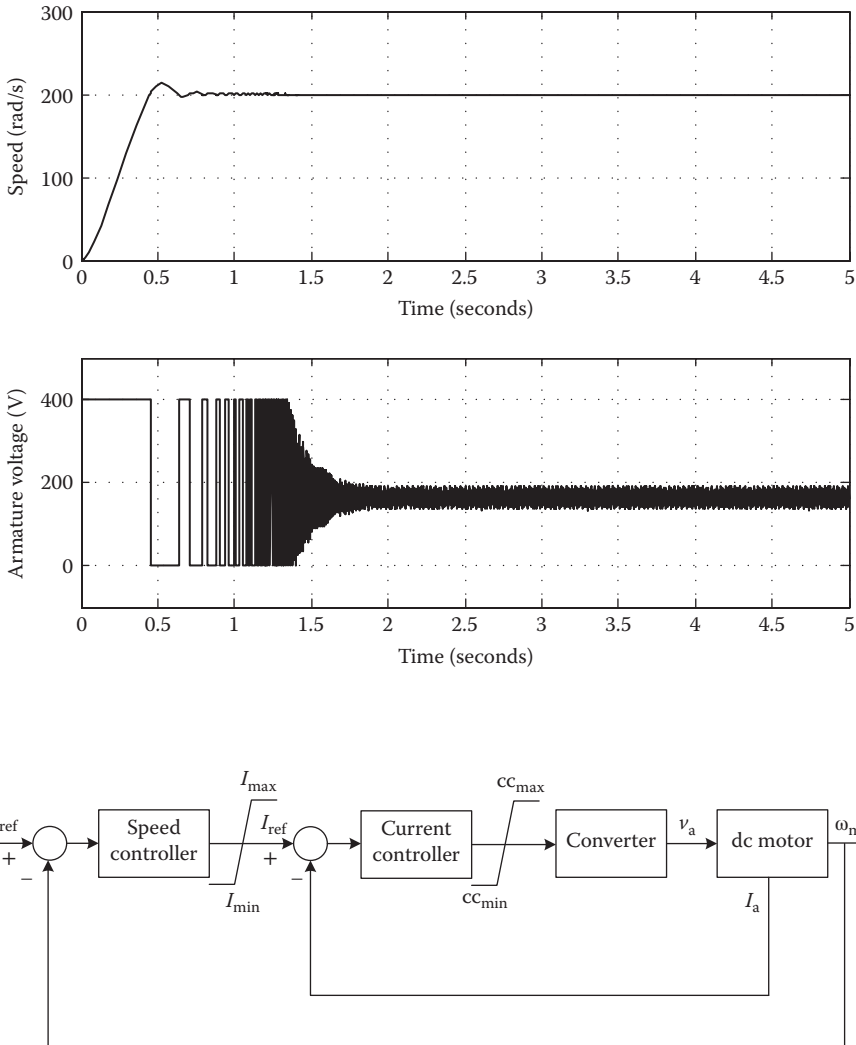 300
200
100
0
Speed (rad/s)
0 0.5 1 1.5 2 2.5 3 3.5 4 4.5 5
Time (seconds)
400
200
0
Armature voltage (V)
0 0.5 1 1.5 2 2.5 3 3.5 4 4.5 5
Time (seconds)
ref
+
−
Speed
controller
I_max
I_min
I_ref
+
−
Current
controller
cc_max
cc_min
Converter
v_a
dc motor
ω_m
I_a